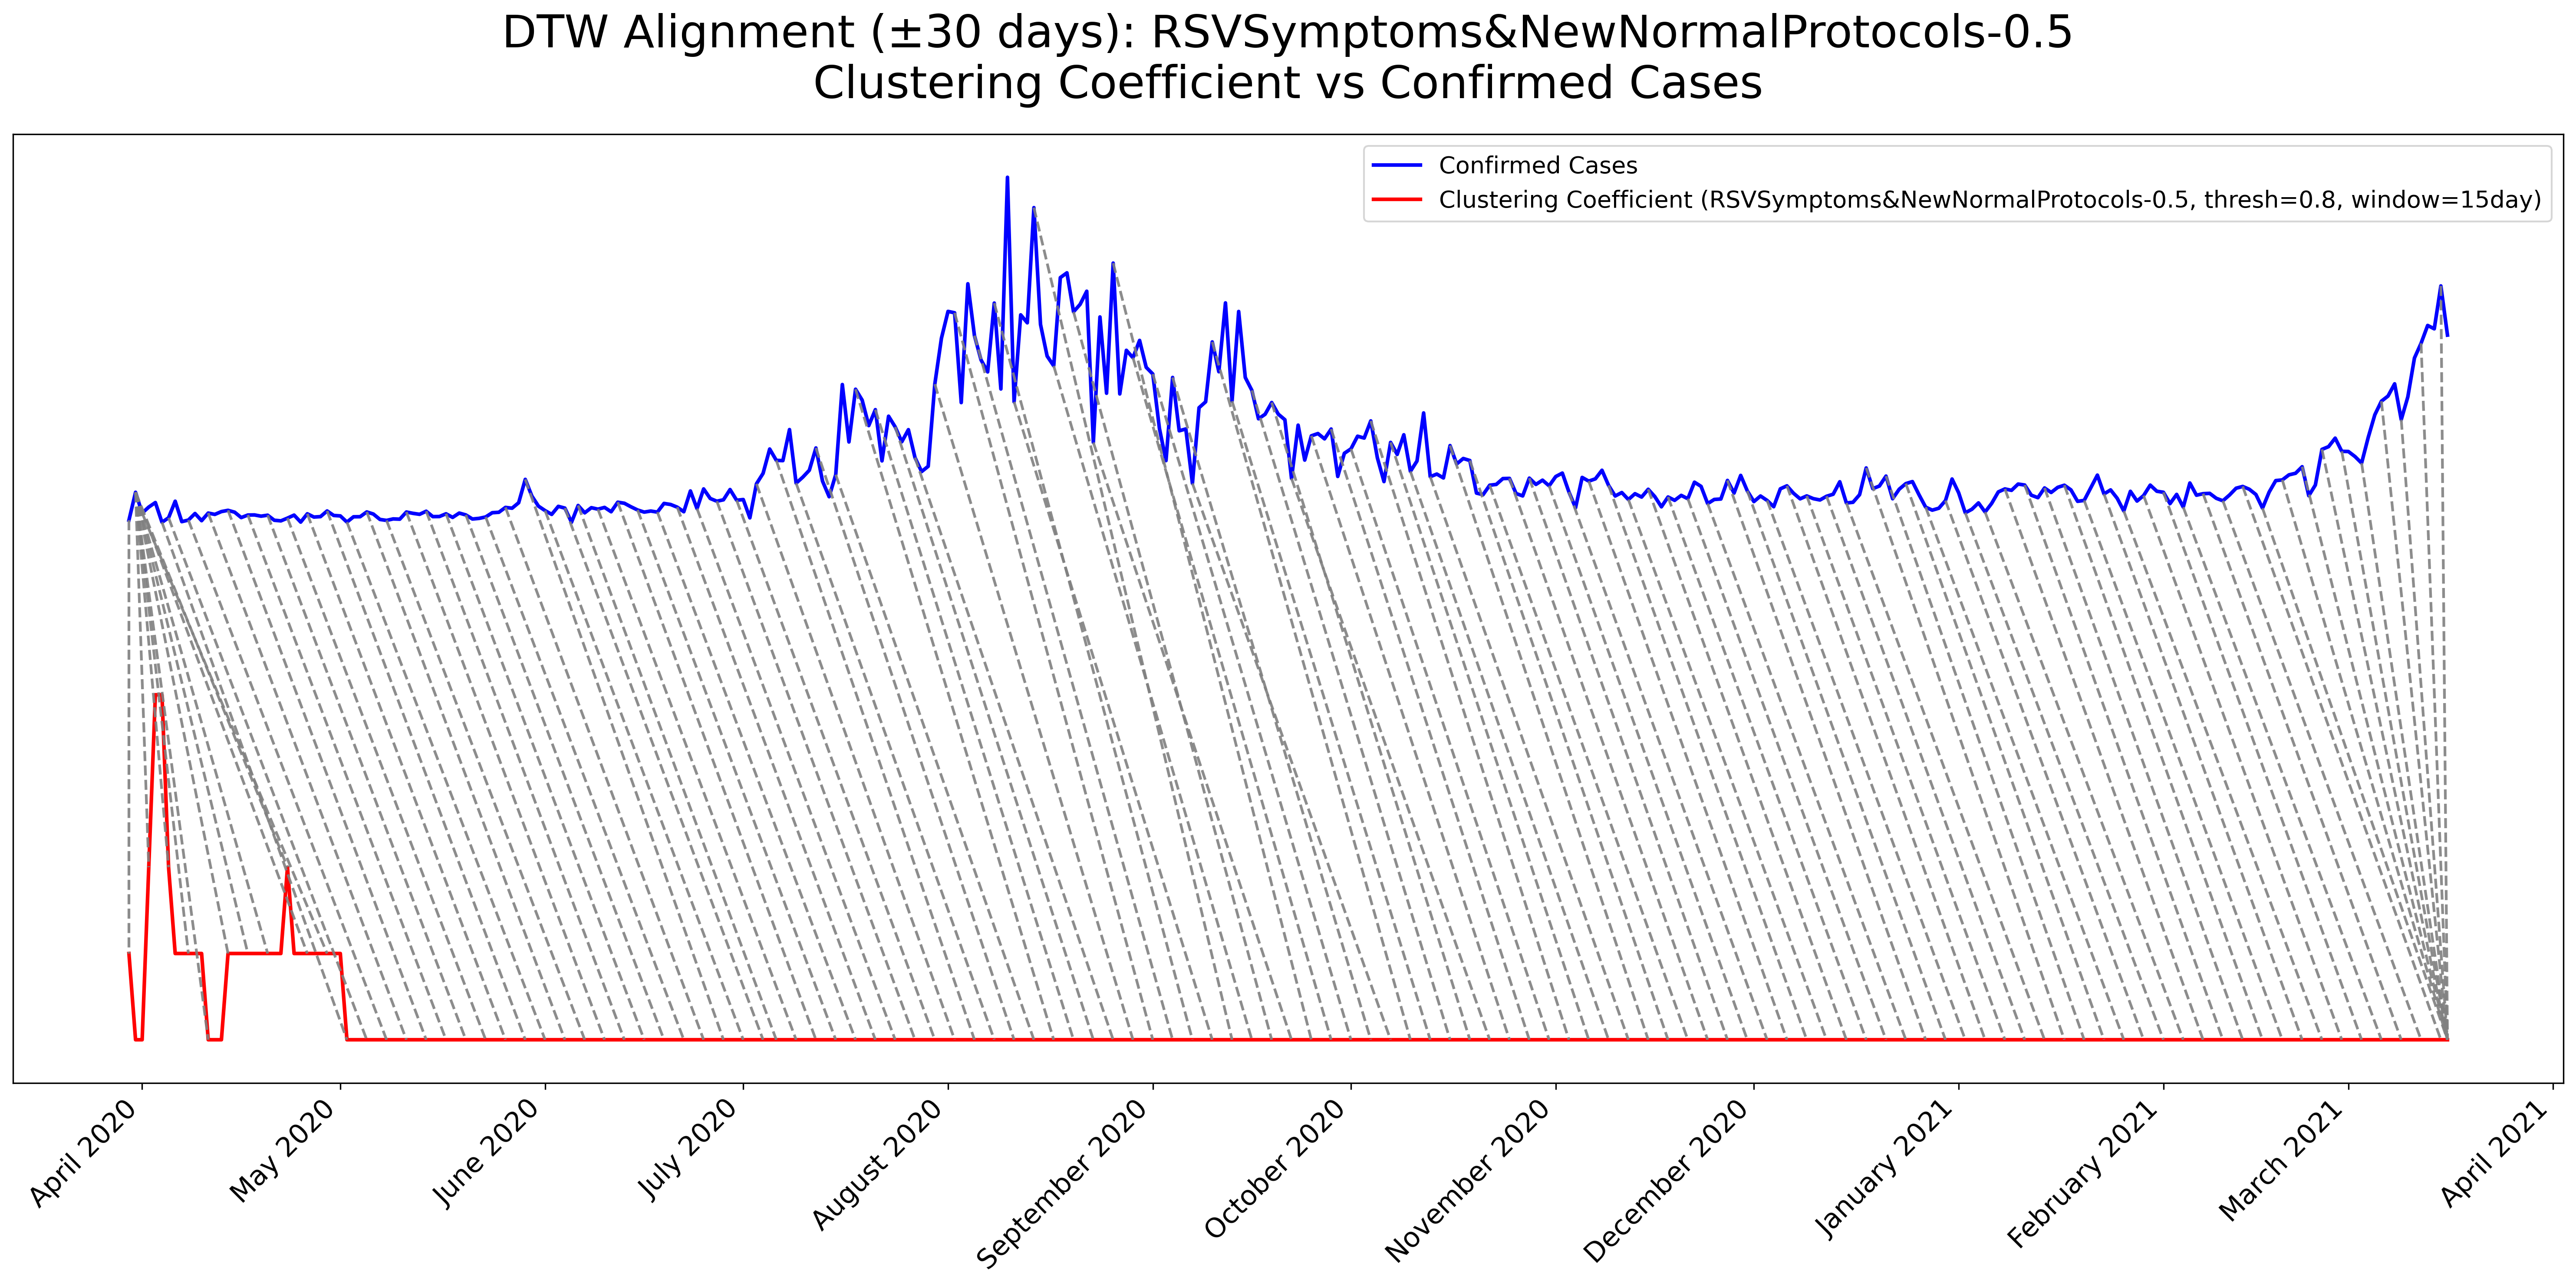 DTW Alignment (±30 days): RSVSymptoms&NewNormalProtocols-0.5
Clustering Coefficient vs Confirmed Cases
Confirmed Cases
Clustering Coefficient (RSVSymptoms&NewNormalProtocols-0.5, thresh=0.8, window=15day)
April 2020
May 2020
June 2020
July 2020
August 2020
September 2020
October 2020
November 2020
December 2020
January 2021
February 2021
March 2021
April 2021